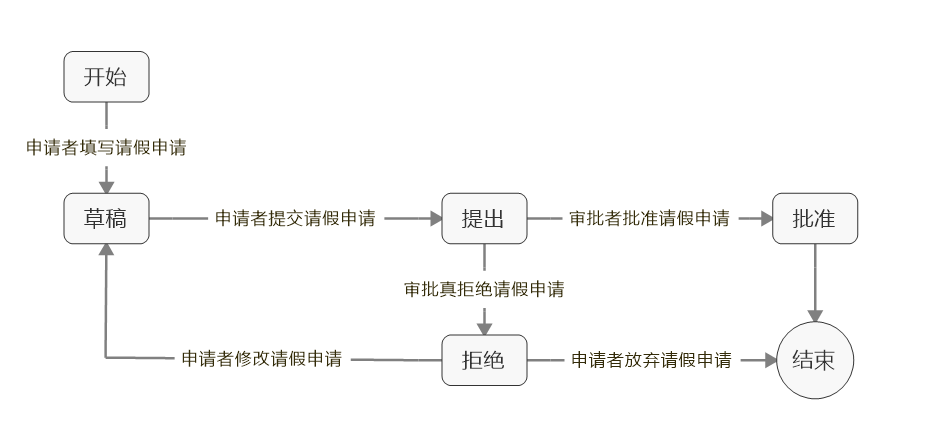 开始
申请者填写请假申请
草稿
申请者提交请假申请
提出
审批者批准请假申请
批准
审批真拒绝请假申请
申请者修改请假申请
拒绝
申请者放弃请假申请
结束